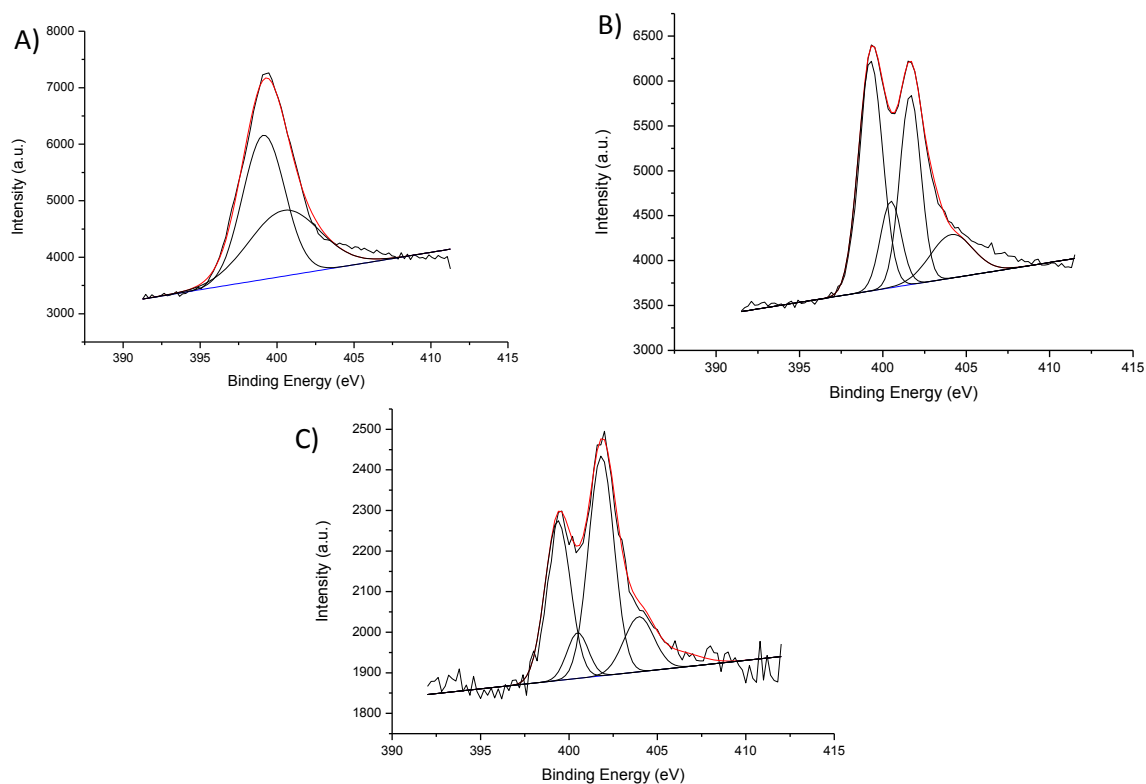 A)
8000
7000
6000
5000
4000
3000
Intensity (a.u.)
390 395 400 405 410 415
Binding Energy (eV)
B)
6500
6000
5500
5000
4500
4000
3500
3000
Intensity (a.u.)
390 395 400 405 410 415
Binding Energy (eV)
C)
2500
2400
2300
2200
2100
2000
1900
1800
Intensity (a.u.)
390 395 400 405 410 415
Binding Energy (eV)